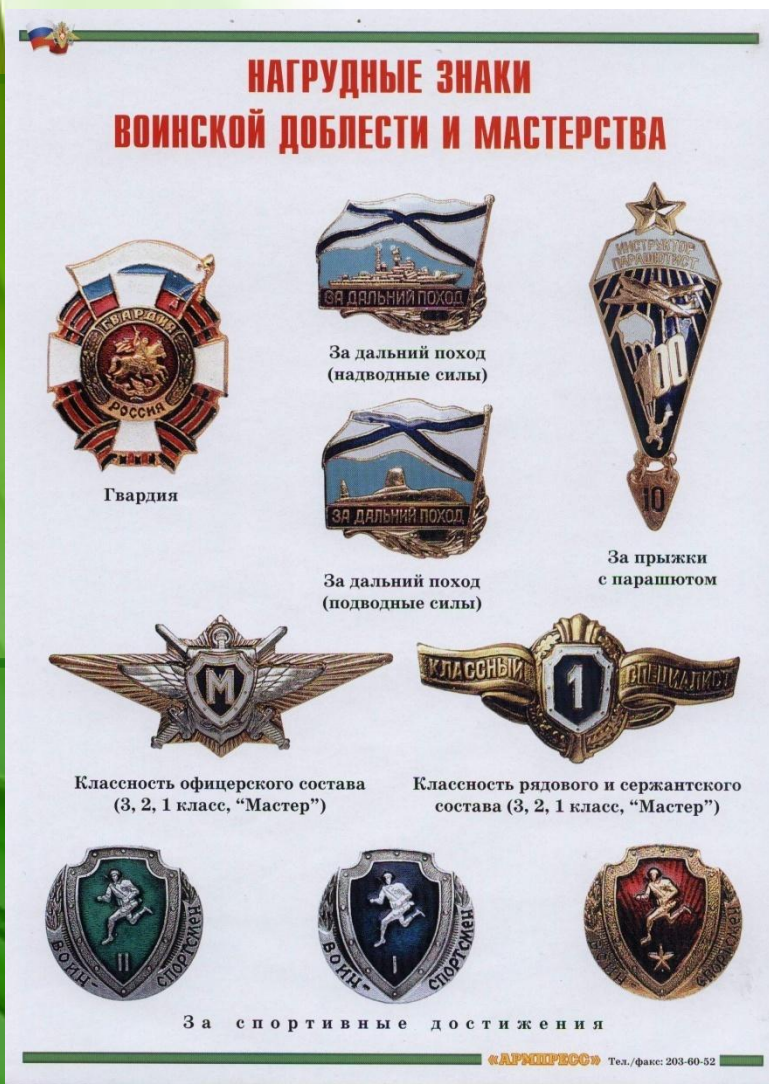 НАГРУДНЫЕ ЗНАКИ
ВОИНСКОЙ ДОБЛЕСТИ И МАСТЕРСТВА
ГВАРДИЯ
РОССИЯ
Гвардия
ЗА ДАЛЬНИЙ ПОХОД
За дальний поход
(надводные силы)
ЗА ДАЛЬНИЙ ПОХОД
За дальний поход
(подводные силы)
ИНСТРУКТОР
ПАРАШЮТИСТ
100
10
За прыжки
с парашютом
М
Классность офицерского состава
(3, 2, 1 класс, “Мастер”)
КЛАССНЫЙ 1 СПЕЦИАЛИСТ
Классность рядового и сержантского
состава (3, 2, 1 класс, “Мастер”)
II
ВОИН-СПОРТСМЕН
I
ВОИН-СПОРТСМЕН
ВОИН-СПОРТСМЕН
За спортивные достижения
«АРМПРЕСС» Тел./факс: 203-60-52